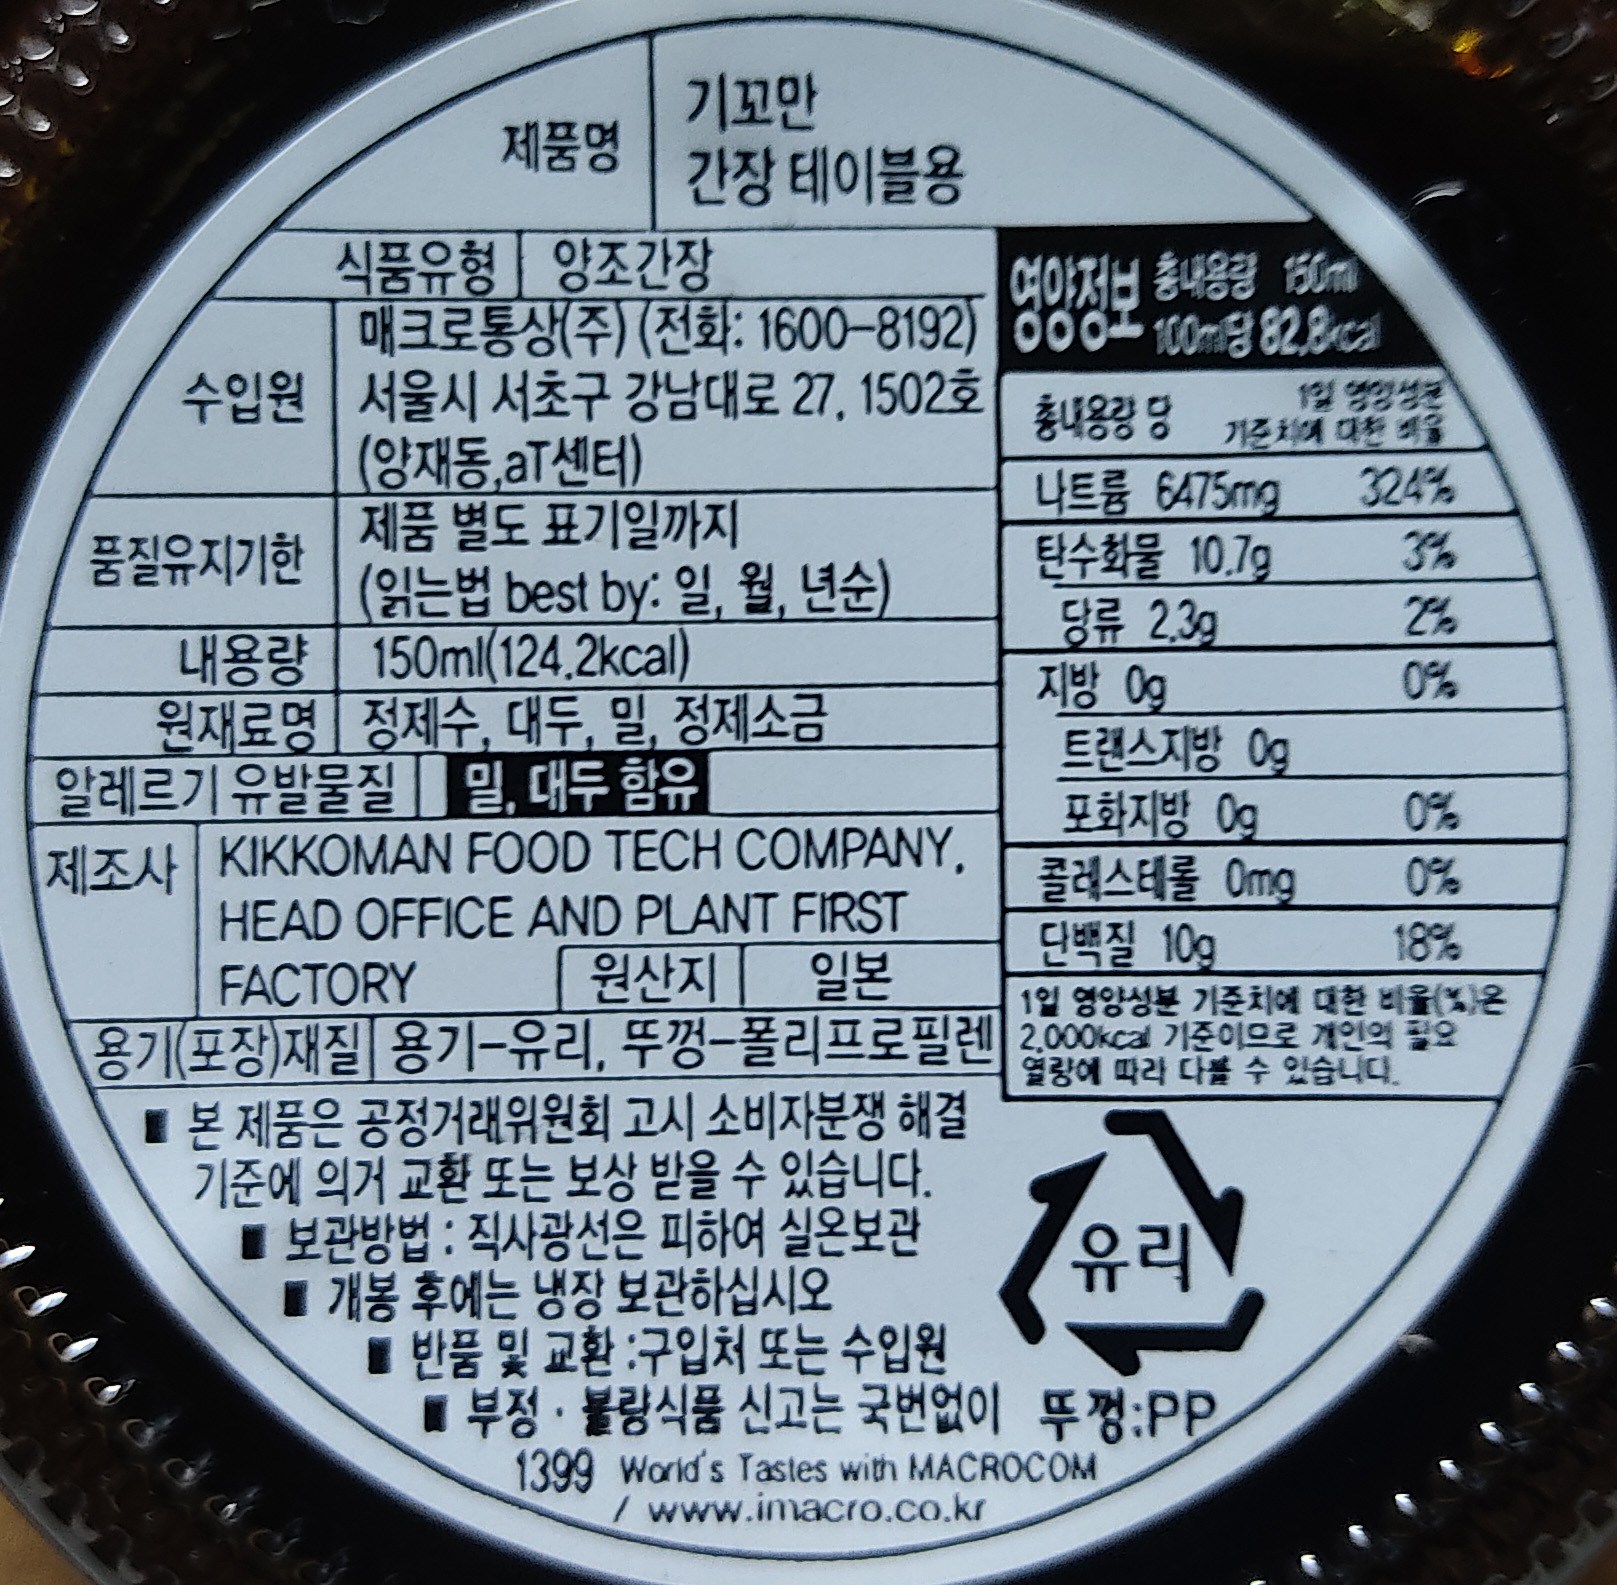 제품명
기꼬만
간장 테이블용
식품유형 양조간장
수입원
매크로통상(주) (전화: 1600-8192)
서울시 서초구 강남대로 27, 1502호
(양재동,aT센터)
품질유지기한
제품 별도 표기일까지
(읽는법 best by: 일, 월, 년순)
내용량 150ml(124.2kcal)
원재료명 정제수, 대두, 밀, 정제소금
알레르기 유발물질 밀, 대두 함유
제조사
KIKKOMAN FOOD TECH COMPANY,
HEAD OFFICE AND PLANT FIRST
FACTORY
원산지 일본
용기(포장)재질 용기-유리, 뚜껑-폴리프로필렌
영양정보 총내용량 150ml
100ml당 82.8kcal
총내용량 당
1일 영양성분
기준치에 대한 비율
나트륨 6475mg 324%
탄수화물 10.7g 3%
당류 2.3g 2%
지방 0g 0%
트랜스지방 0g
포화지방 0g 0%
콜레스테롤 0mg 0%
단백질 10g 18%
1일 영양성분 기준치에 대한 비율(%)은
2,000kcal 기준이므로 개인의 필요
열량에 따라 다를 수 있습니다.
■ 본 제품은 공정거래위원회 고시 소비자분쟁 해결
기준에 의거 교환 또는 보상 받을 수 있습니다.
■ 보관방법 : 직사광선은 피하여 실온보관
■ 개봉 후에는 냉장 보관하십시오
■ 반품 및 교환 :구입처 또는 수입원
■ 부정 · 불량식품 신고는 국번없이
1399 World's Tastes with MACROCOM
/ www.imacro.co.kr
유리
뚜껑:PP